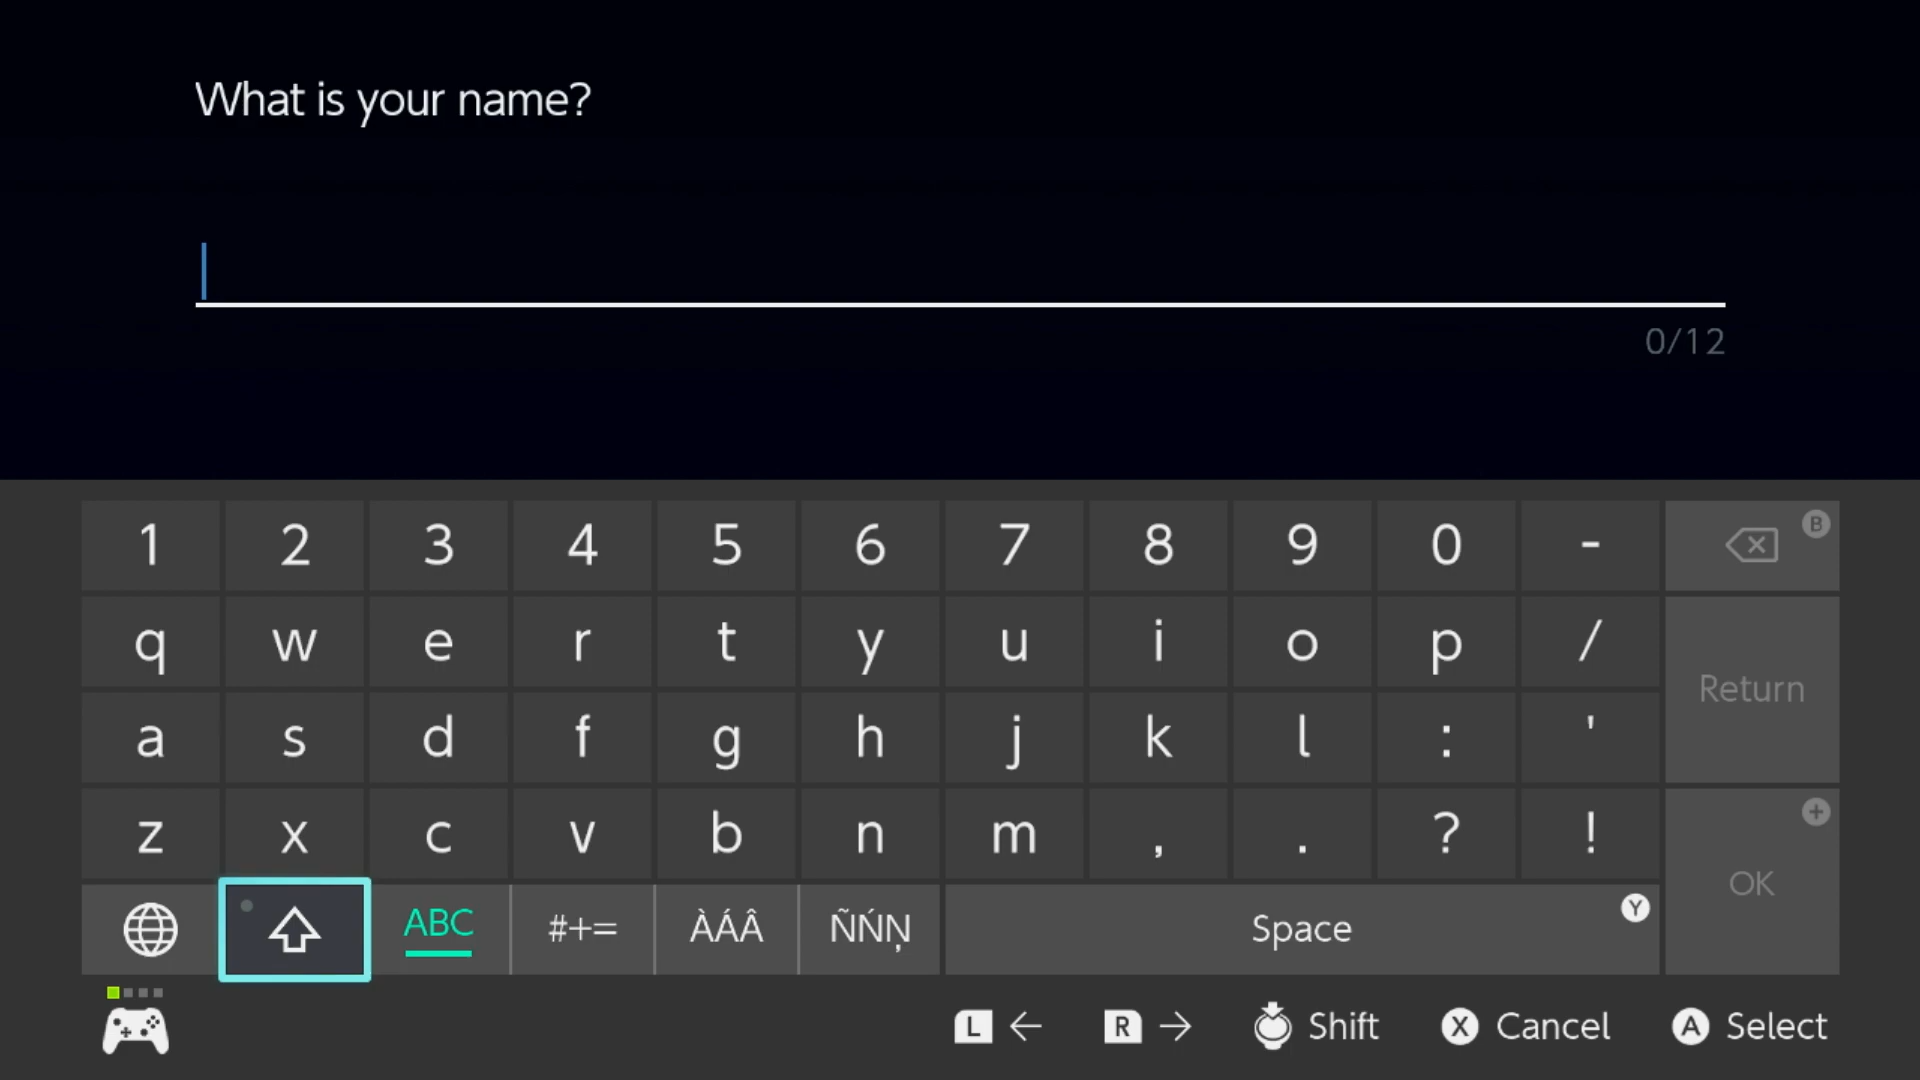 What is your name?
0/12
1 2 3 4 5 6 7 8 9 0 - B
q w e r t y u i o p / Return
a s d f g h j k l : '
z x c v b n m , . ? ! + OK
ABC #+= ÀÁÂ ÑŃŅ Space Y
L ← R → Shift X Cancel A Select